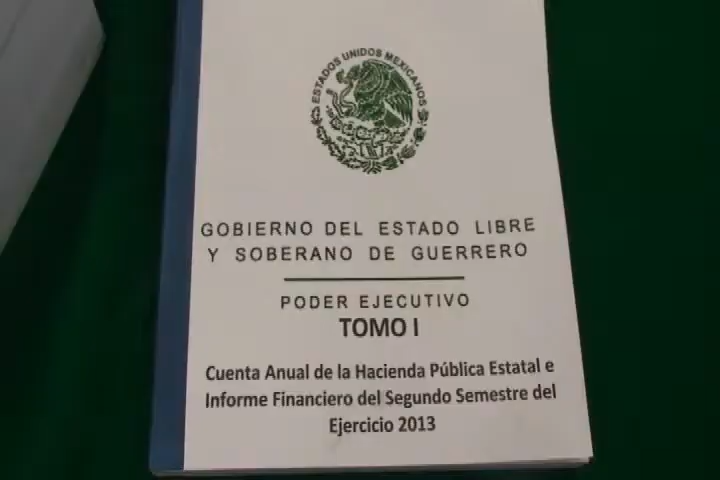 ESTADOS UNIDOS MEXICANOS
GOBIERNO DEL ESTADO LIBRE
Y SOBERANO DE GUERRERO
PODER EJECUTIVO
TOMO I
Cuenta Anual de la Hacienda Pública Estatal e
Informe Financiero del Segundo Semestre del
Ejercicio 2013